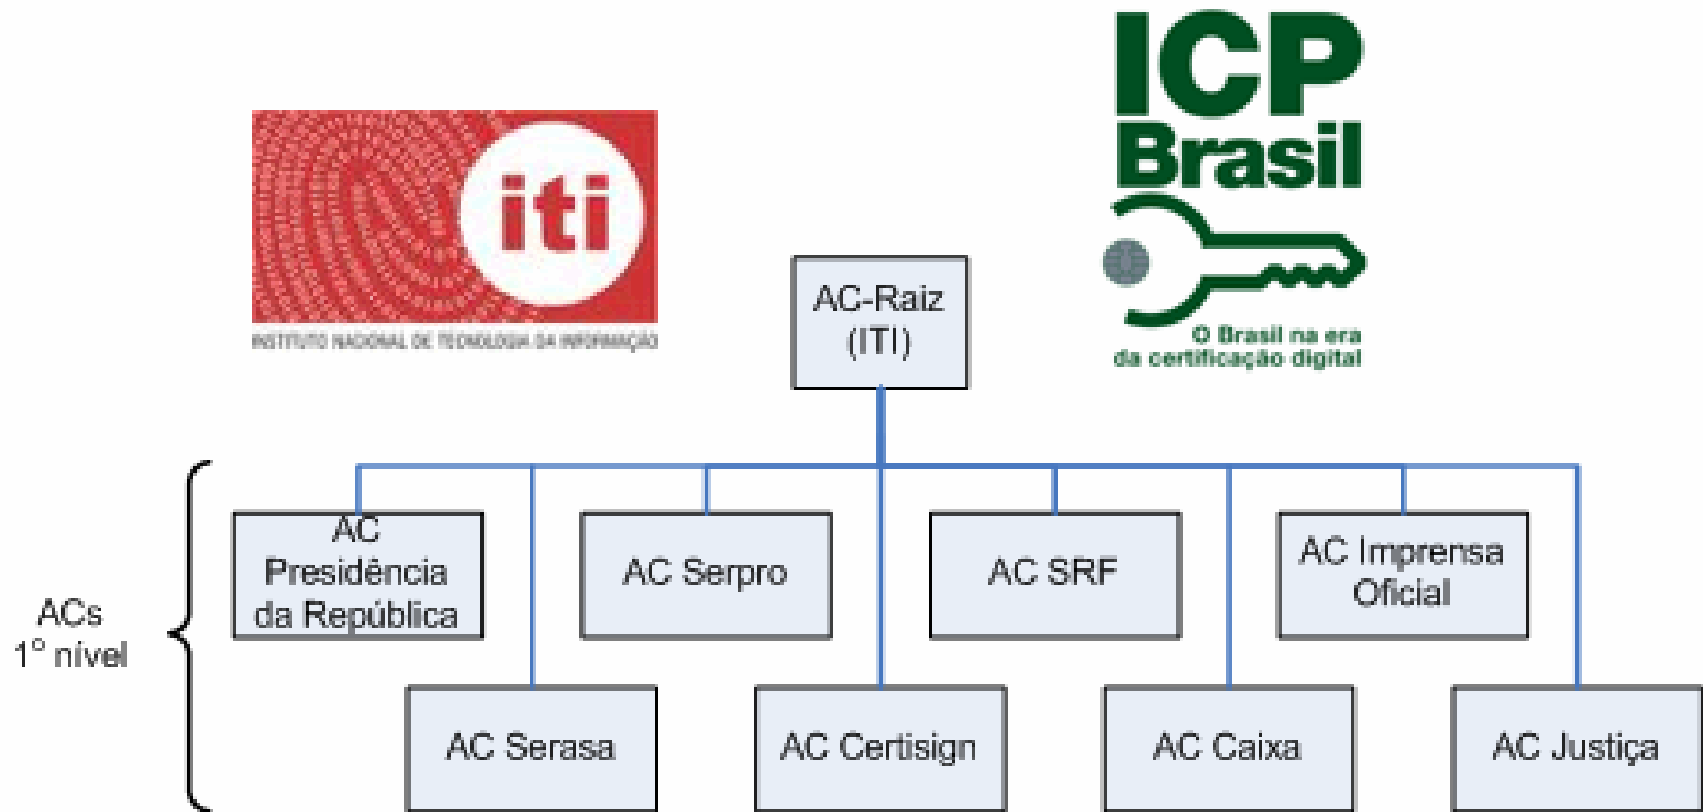 ICP
Brasil
iti
INSTITUTO NACIONAL DE TECNOLOGIA DA INFORMAÇÃO
AC-Raiz
(ITI)
O Brasil na era
da certificação digital
AC
Presidência
da República
AC Serpro
AC SRF
AC Imprensa
Oficial
ACs
1º nível
AC Serasa
AC Certisign
AC Caixa
AC Justiça